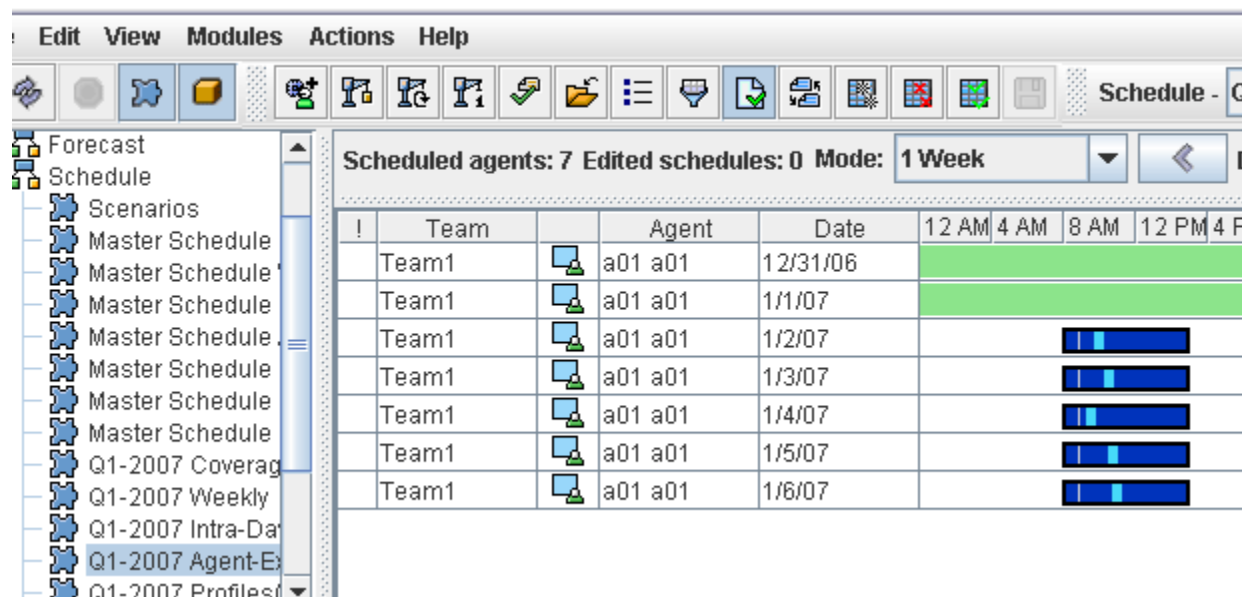 Edit View Modules Actions Help
Schedule -
Forecast
Schedule
Scenarios
Master Schedule
Master Schedule
Master Schedule
Master Schedule
Master Schedule
Master Schedule
Master Schedule
Q1-2007 Coverag
Q1-2007 Weekly
Q1-2007 Intra-Da
Q1-2007 Agent-Ex
Q1-2007 Profiles(
Scheduled agents: 7 Edited schedules: 0 Mode: 1 Week
! Team Agent Date 12 AM 4 AM 8 AM 12 PM 4
Team1 a01 a01 12/31/06
Team1 a01 a01 1/1/07
Team1 a01 a01 1/2/07
Team1 a01 a01 1/3/07
Team1 a01 a01 1/4/07
Team1 a01 a01 1/5/07
Team1 a01 a01 1/6/07